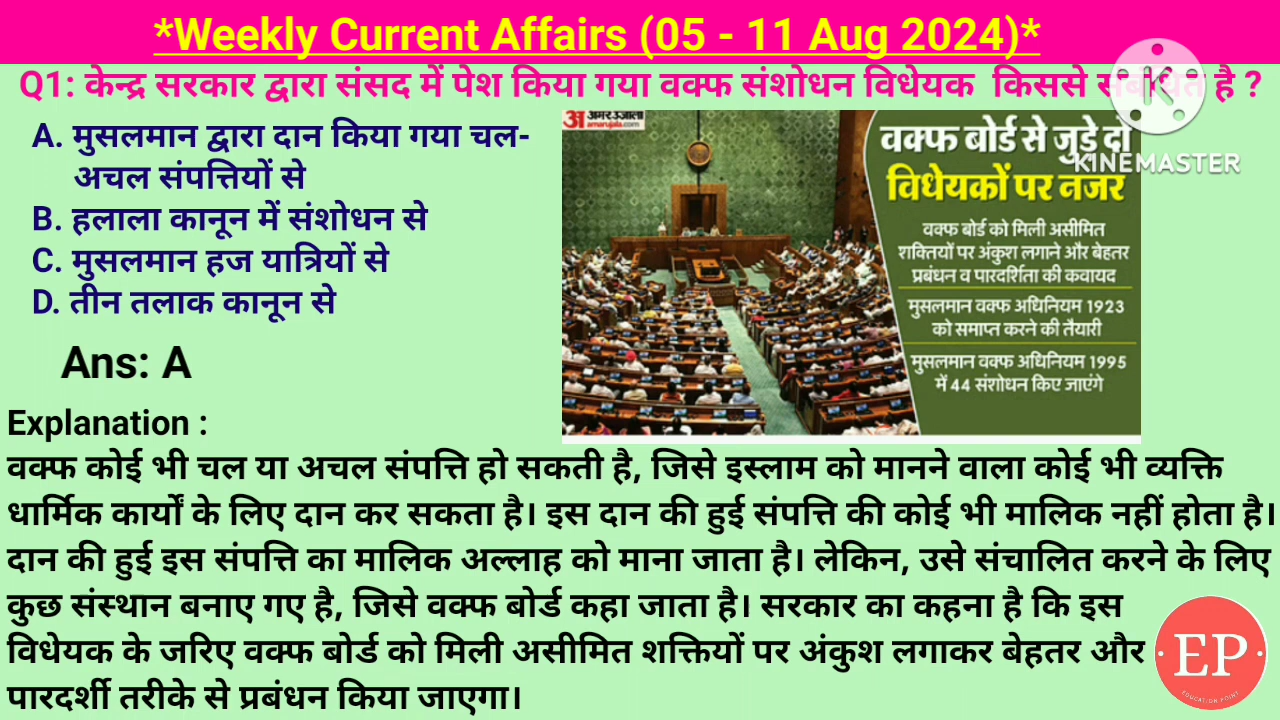 *Weekly Current Affairs (05 - 11 Aug 2024)*
Q1: केन्द्र सरकार द्वारा संसद में पेश किया गया वक्फ संशोधन विधेयक किससे संबंधित है ?
A. मुसलमान द्वारा दान किया गया चल-
अचल संपत्तियों से
B. हलाला कानून में संशोधन से
C. मुसलमान हज यात्रियों से
D. तीन तलाक कानून से
Ans: A
अमर उजाला
amarujala.com
वक्फ बोर्ड से जुड़े दो
विधेयकों पर नजर
वक्फ बोर्ड को मिली असीमित
शक्तियों पर अंकुश लगाने और बेहतर
प्रबंधन व पारदर्शिता की कवायद
मुसलमान वक्फ अधिनियम 1923
को समाप्त करने की तैयारी
मुसलमान वक्फ अधिनियम 1995
में 44 संशोधन किए जाएंगे
KINEMASTER
Explanation :
वक्फ कोई भी चल या अचल संपत्ति हो सकती है, जिसे इस्लाम को मानने वाला कोई भी व्यक्ति
धार्मिक कार्यों के लिए दान कर सकता है। इस दान की हुई संपत्ति की कोई भी मालिक नहीं होता है।
दान की हुई इस संपत्ति का मालिक अल्लाह को माना जाता है। लेकिन, उसे संचालित करने के लिए
कुछ संस्थान बनाए गए है, जिसे वक्फ बोर्ड कहा जाता है। सरकार का कहना है कि इस
विधेयक के जरिए वक्फ बोर्ड को मिली असीमित शक्तियों पर अंकुश लगाकर बेहतर और
पारदर्शी तरीके से प्रबंधन किया जाएगा।
EP
EDUCATION POINT